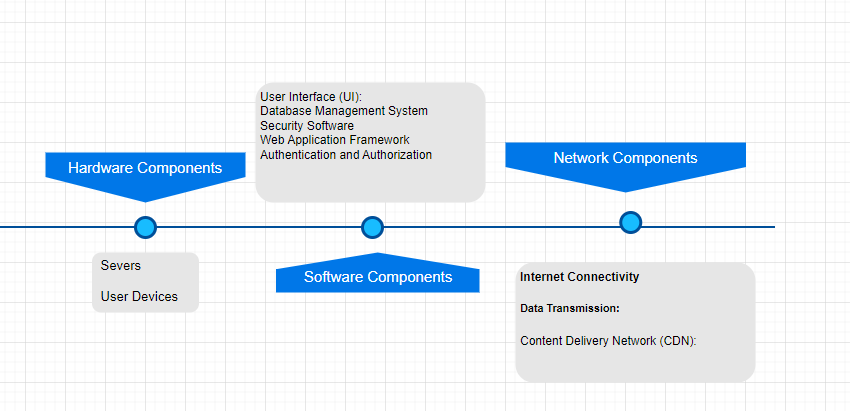 User Interface (UI):
Database Management System
Security Software
Web Application Framework
Authentication and Authorization
Hardware Components
Network Components
Severs
User Devices
Software Components
Internet Connectivity
Data Transmission:
Content Delivery Network (CDN):